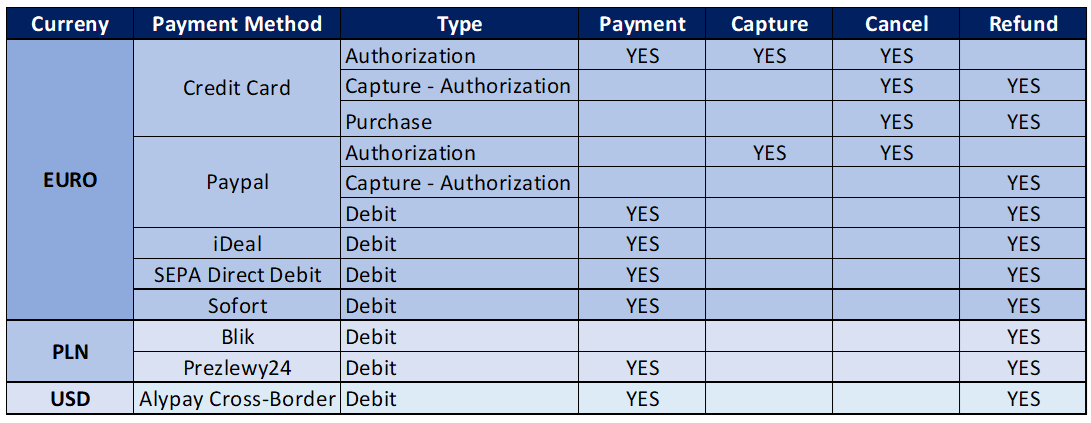 Curreny Payment Method Type Payment Capture Cancel Refund
Authorization YES YES YES
Credit Card Capture - Authorization YES YES
Purchase YES YES
Authorization YES YES
EURO Paypal Capture - Authorization YES
Debit YES YES
iDeal Debit YES YES
SEPA Direct Debit Debit YES YES
Sofort Debit YES YES
PLN Blik Debit YES
Prezlewy24 Debit YES YES
USD Alypay Cross-Border Debit YES YES